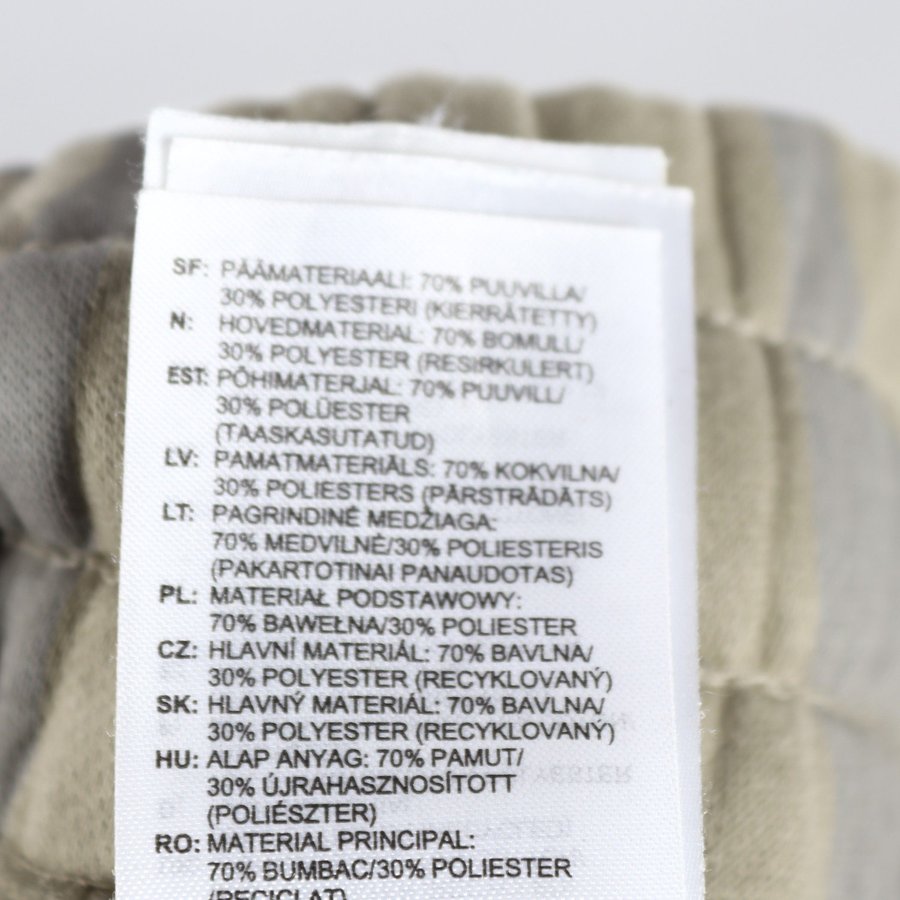 SF: PÄÄMATERIAALI: 70% PUUVILLA/
30% POLYESTERI (KIERRÄTETTY)
N: HOVEDMATERIAL: 70% BOMULL/
30% POLYESTER (RESIRKULERT)
EST: PÕHIMATERJAL: 70% PUUVILL/
30% POLÜESTER
(TAASKASUTATUD)
LV: PAMATMATERIĀLS: 70% KOKVILNA/
30% POLIESTERS (PĀRSTRĀDĀTS)
LT: PAGRINDINĖ MEDŽIAGA:
70% MEDVILNĖ/30% POLIESTERIS
(PAKARTOTINAI PANAUDOTAS)
PL: MATERIAŁ PODSTAWOWY:
70% BAWEŁNA/30% POLIESTER
CZ: HLAVNÍ MATERIÁL: 70% BAVLNA/
30% POLYESTER (RECYKLOVANÝ)
SK: HLAVNÝ MATERIÁL: 70% BAVLNA/
30% POLYESTER (RECYKLOVANÝ)
HU: ALAP ANYAG: 70% PAMUT/
30% ÚJRAHASZNOSÍTOTT
(POLIÉSZTER)
RO: MATERIAL PRINCIPAL:
70% BUMBAC/30% POLIESTER
(RECICLAT)